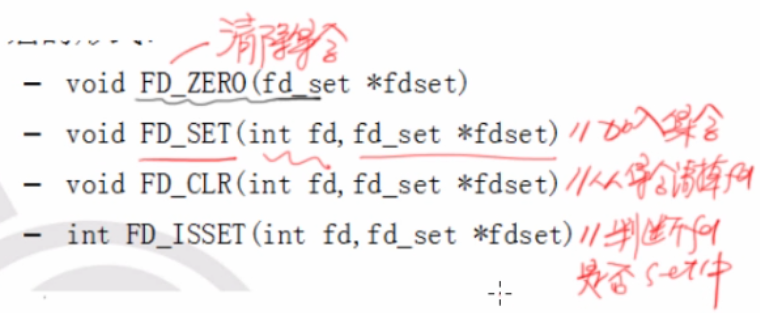 清除集合
— void FD_ZERO(fd_set *fdset)
— void FD_SET(int fd,fd_set *fdset) //加入集合
— void FD_CLR(int fd,fd_set *fdset) //从集合清掉fd
— int FD_ISSET(int fd,fd_set *fdset) //判断fd
是否set中